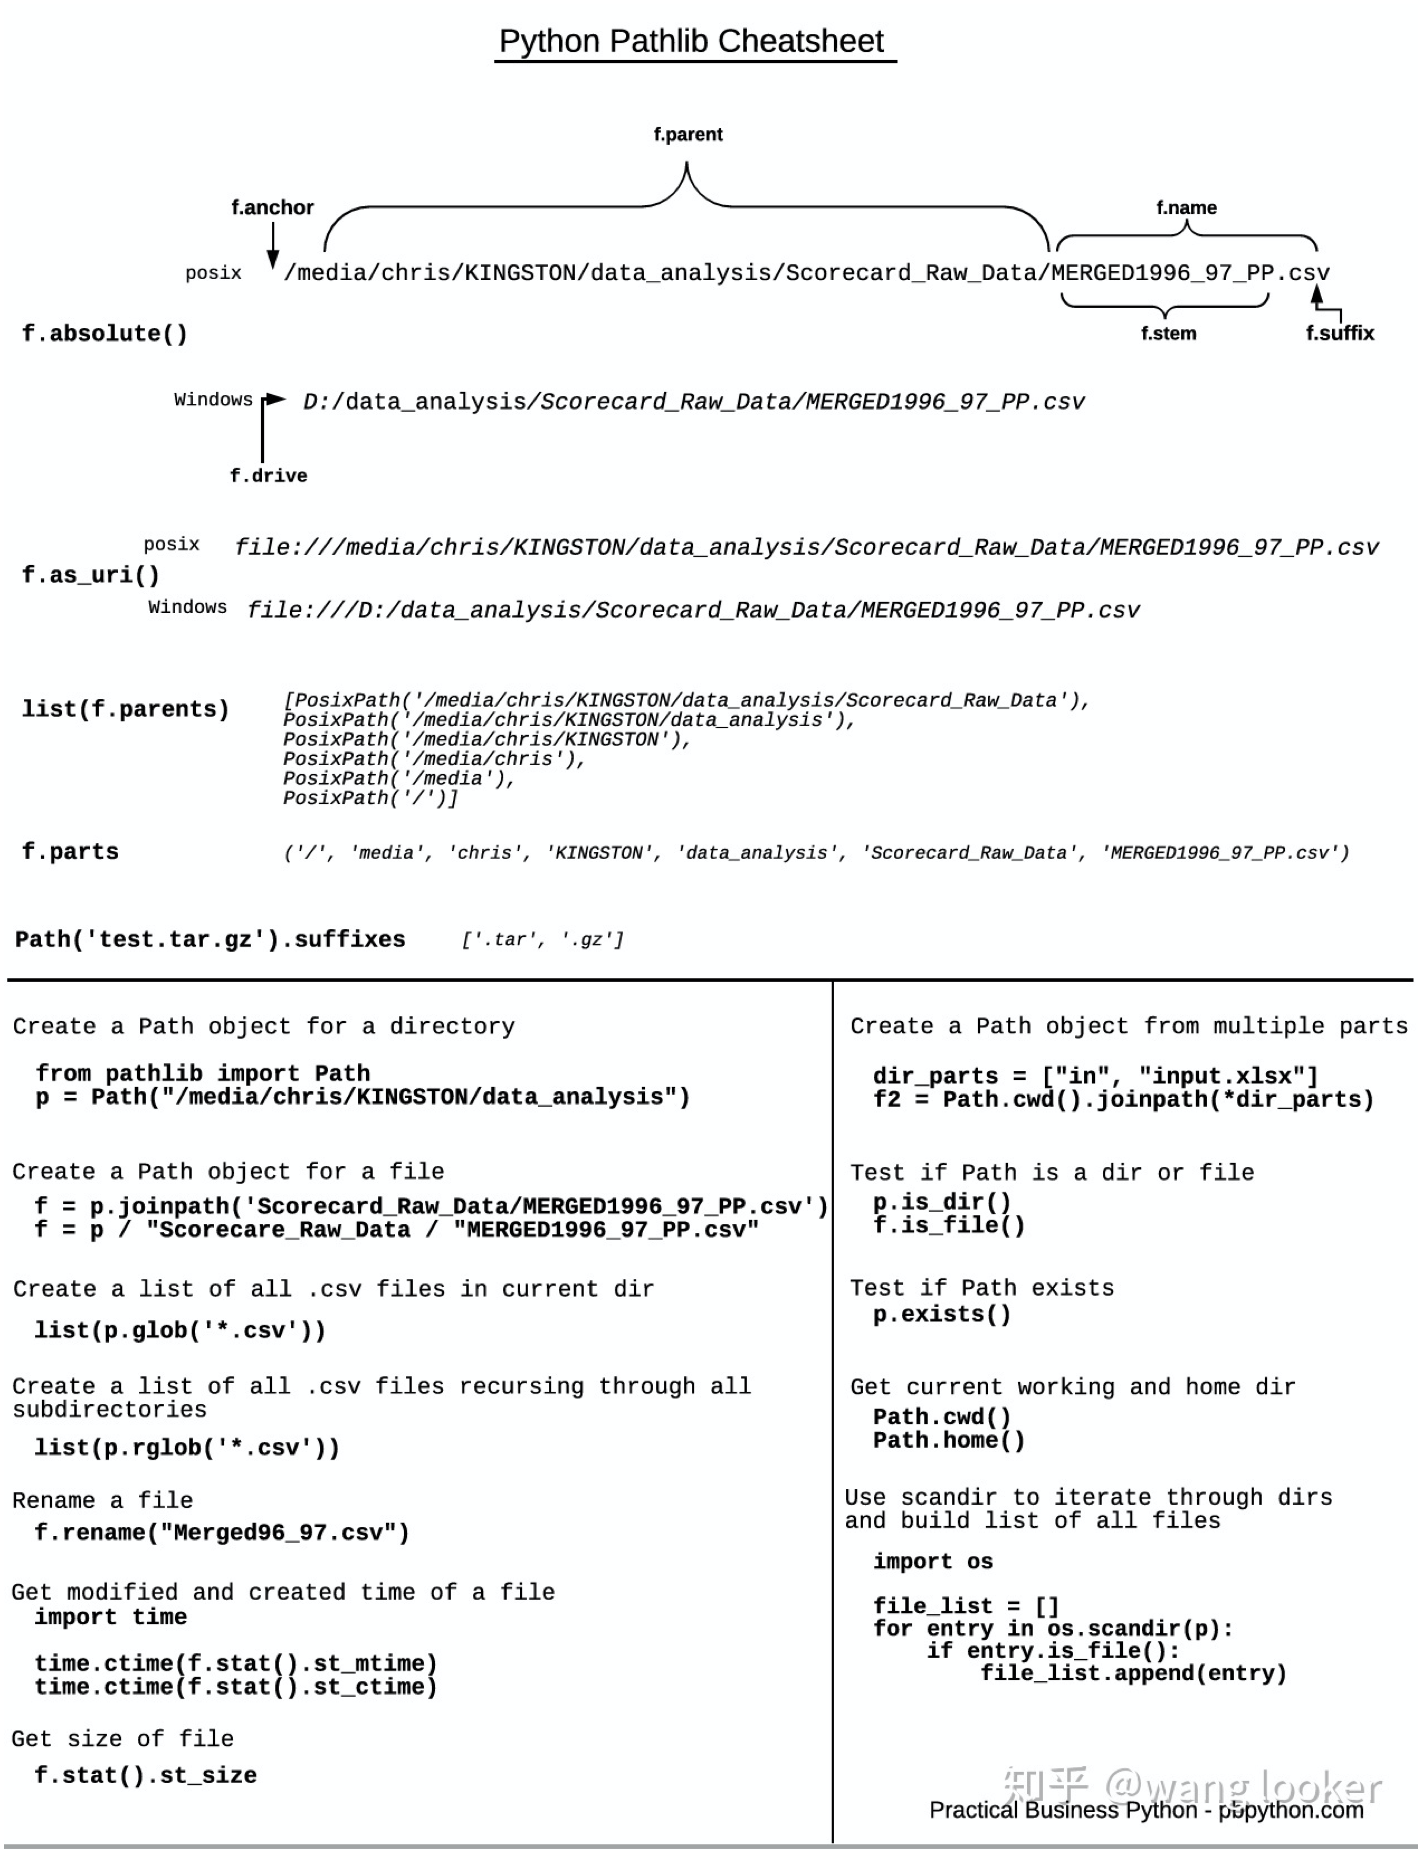 Python Pathlib Cheatsheet
f.parent
f.anchor
f.name
posix /media/chris/KINGSTON/data_analysis/Scorecard_Raw_Data/MERGED1996_97_PP.csv
f.absolute()
f.stem
f.suffix
Windows D:/data_analysis/Scorecard_Raw_Data/MERGED1996_97_PP.csv
f.drive
posix file:///media/chris/KINGSTON/data_analysis/Scorecard_Raw_Data/MERGED1996_97_PP.csv
f.as_uri()
Windows file:///D:/data_analysis/Scorecard_Raw_Data/MERGED1996_97_PP.csv
list(f.parents)
[PosixPath('/media/chris/KINGSTON/data_analysis/Scorecard_Raw_Data'),
PosixPath('/media/chris/KINGSTON/data_analysis'),
PosixPath('/media/chris/KINGSTON'),
PosixPath('/media/chris'),
PosixPath('/media'),
PosixPath('/')]
f.parts ('/', 'media', 'chris', 'KINGSTON', 'data_analysis', 'Scorecard_Raw_Data', 'MERGED1996_97_PP.csv')
Path('test.tar.gz').suffixes ['.tar', '.gz']
Create a Path object for a directory
from pathlib import Path
p = Path("/media/chris/KINGSTON/data_analysis")
Create a Path object for a file
f = p.joinpath('Scorecard_Raw_Data/MERGED1996_97_PP.csv')
f = p / "Scorecare_Raw_Data / "MERGED1996_97_PP.csv"
Create a list of all .csv files in current dir
list(p.glob('*.csv'))
Create a list of all .csv files recursing through all
subdirectories
list(p.rglob('*.csv'))
Rename a file
f.rename("Merged96_97.csv")
Get modified and created time of a file
import time
time.ctime(f.stat().st_mtime)
time.ctime(f.stat().st_ctime)
Get size of file
f.stat().st_size
Create a Path object from multiple parts
dir_parts = ["in", "input.xlsx"]
f2 = Path.cwd().joinpath(*dir_parts)
Test if Path is a dir or file
p.is_dir()
f.is_file()
Test if Path exists
p.exists()
Get current working and home dir
Path.cwd()
Path.home()
Use scandir to iterate through dirs
and build list of all files
import os
file_list = []
for entry in os.scandir(p):
if entry.is_file():
file_list.append(entry)
知乎 @wang looker
Practical Business Python - pbpython.com